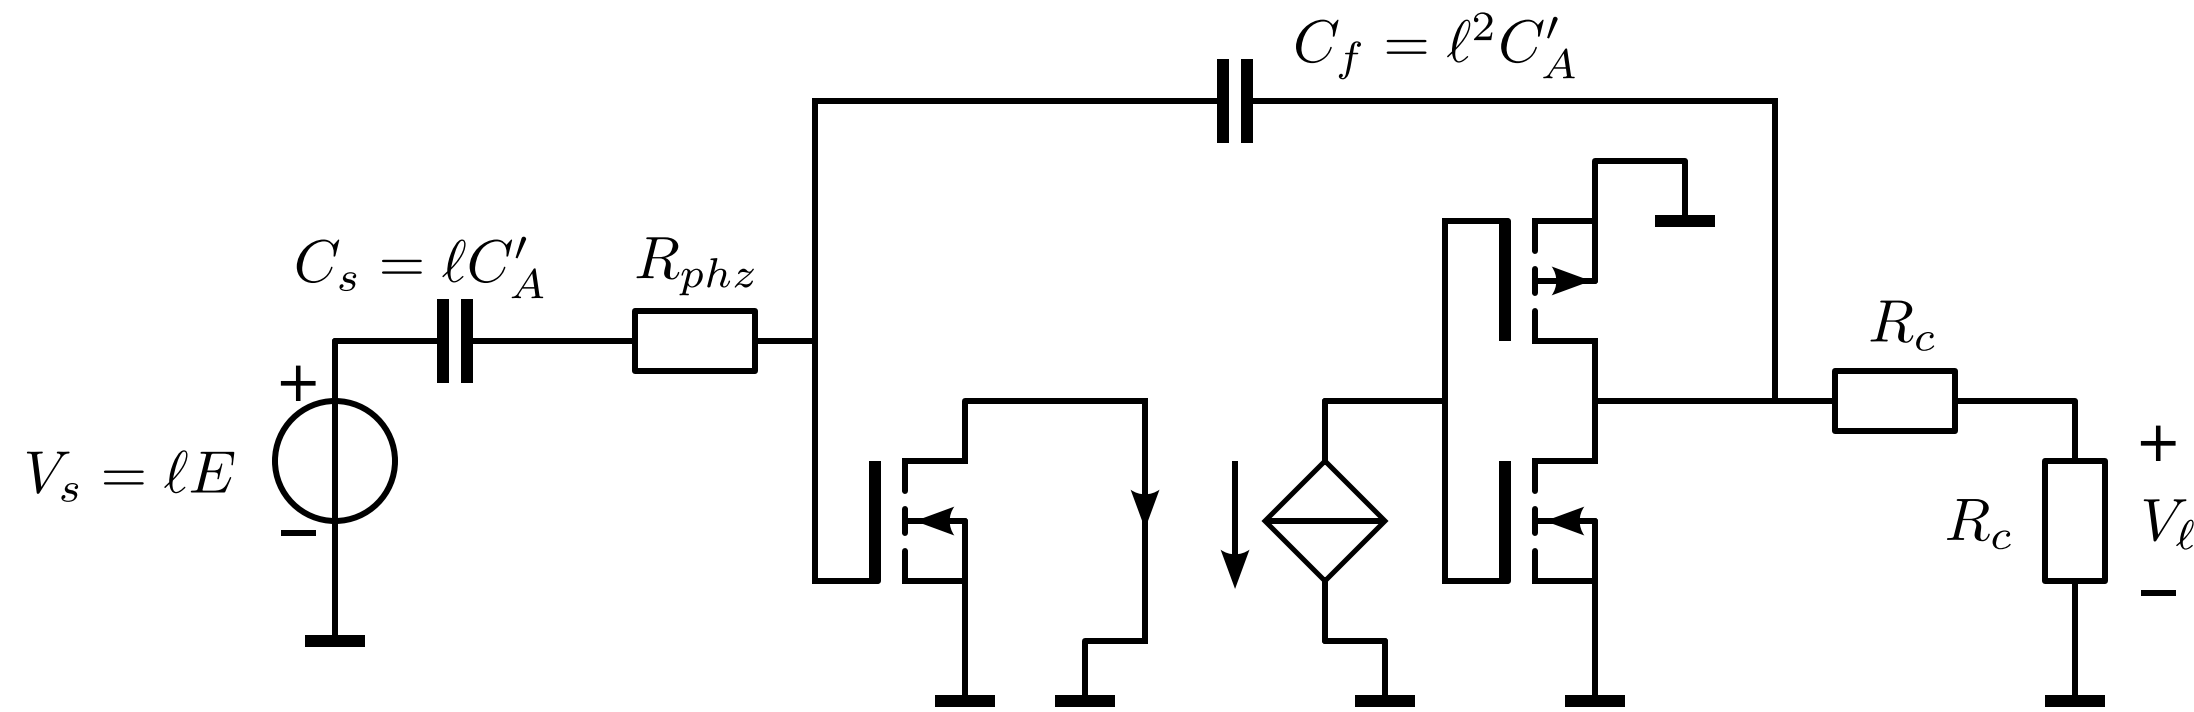 C_f = ℓ²C′_A
C_s = ℓC′_A
R_phz
R_c
+
V_s = ℓE
−
+
R_c
V_ℓ
−